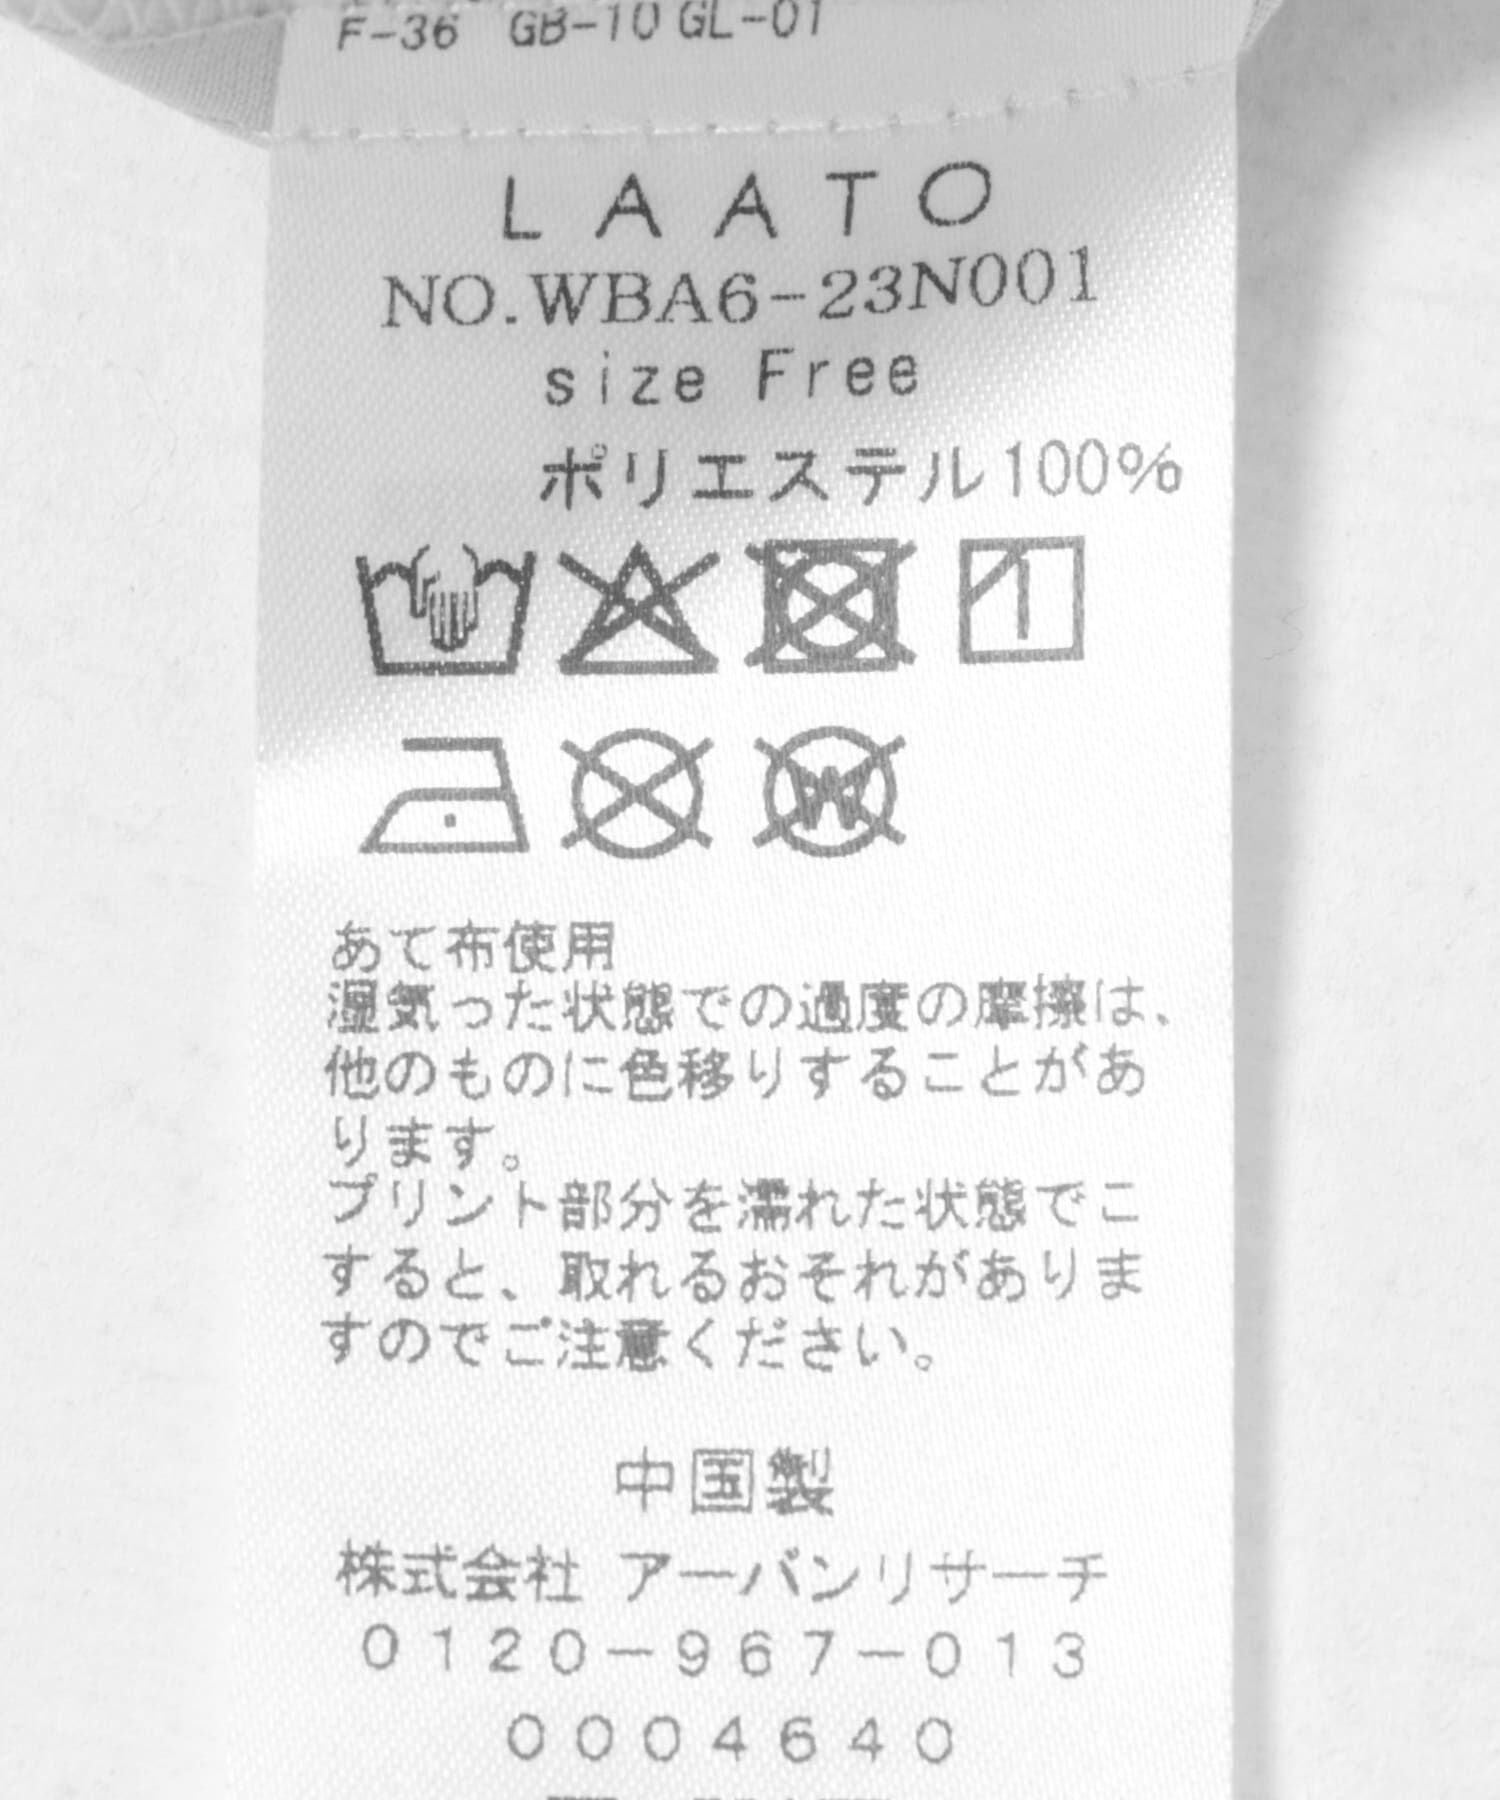 F-36 GB-10 GL-01
LAATO
NO.WBA6-23N001
size Free
ポリエステル100%
W
あて布使用
湿気った状態での過度の摩擦は、
他のものに色移りすることがあ
ります。
プリント部分を濡れた状態でこ
すると、取れるおそれがありま
すのでご注意ください。
中国製
株式会社 アーバンリサーチ
0120-967-013
0004640